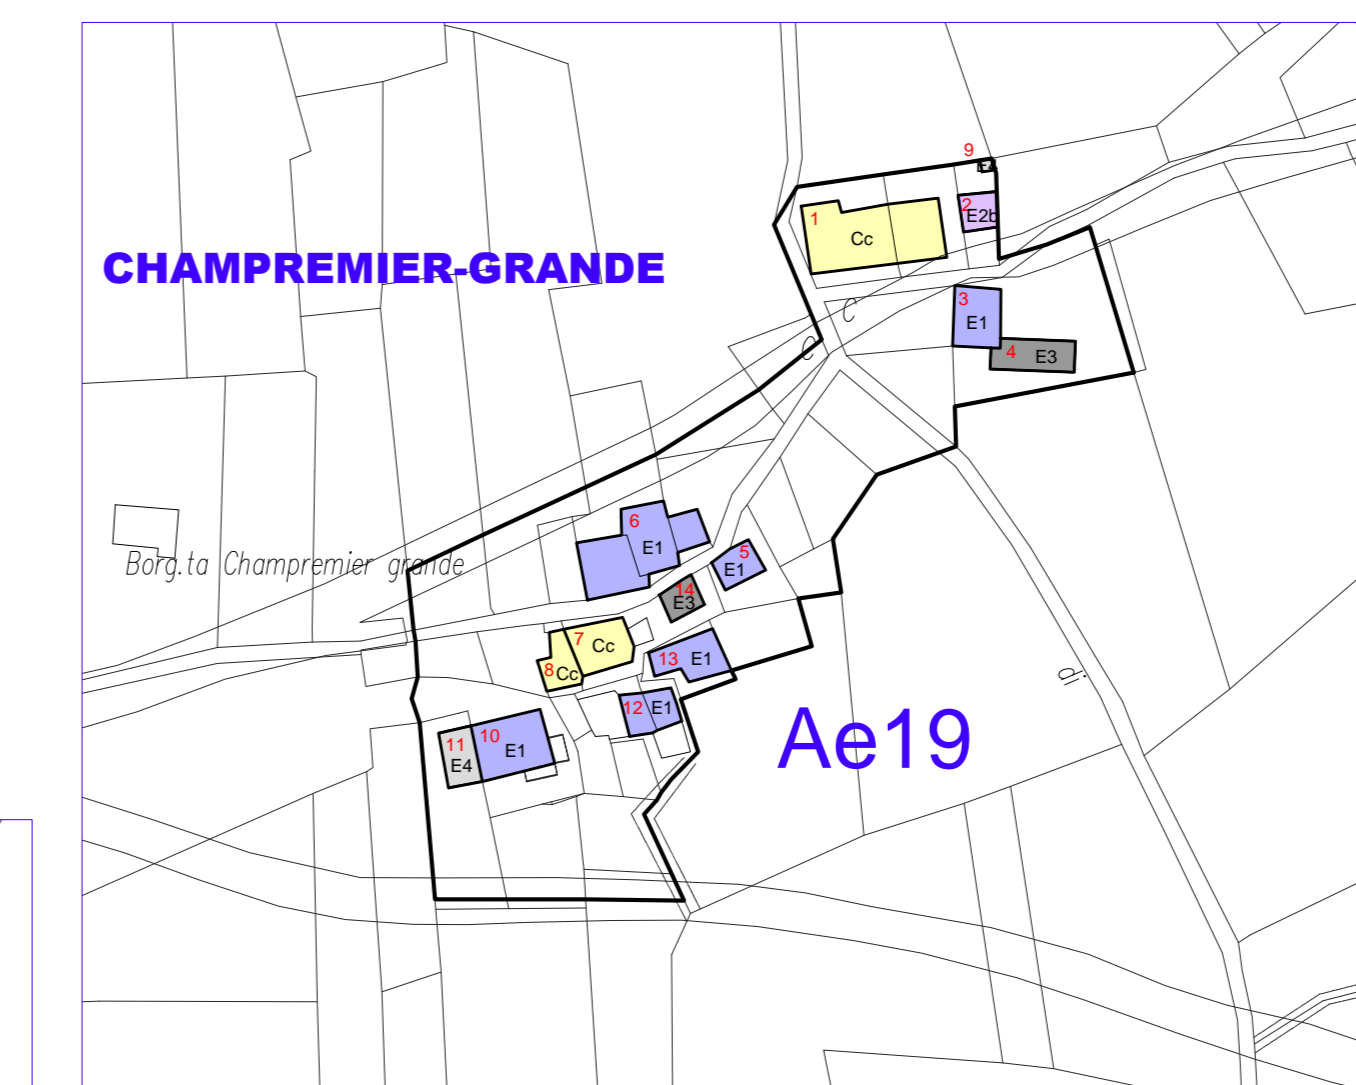 9
2
E2b
1
Cc
CHAMPREMIER-GRANDE
3
E1
C
C
4
E3
6
E1
5
E1
Borg.ta Champremier grande
14
E3
7
Cc
8
Cc
13
E1
di
12
E1
Ae19
11
E4
10
E1